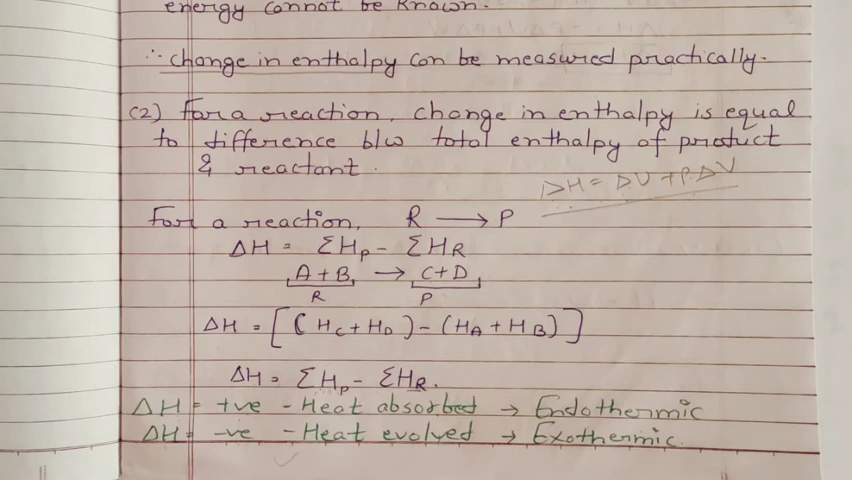 energy cannot be known.
∴ change in enthalpy can be measured practically.
(2) For a reaction, change in enthalpy is equal
to difference b/w total enthalpy of product
& reactant.
ΔH = ΔU + P.ΔV
For a reaction, R → P
ΔH = ΣHp - ΣHR
A + B → C + D
R P
ΔH = [(HC + HD) - (HA + HB)]
ΔH = ΣHp - ΣHR.
ΔH = +ve - Heat absorbed → Endothermic
ΔH = -ve - Heat evolved → Exothermic.